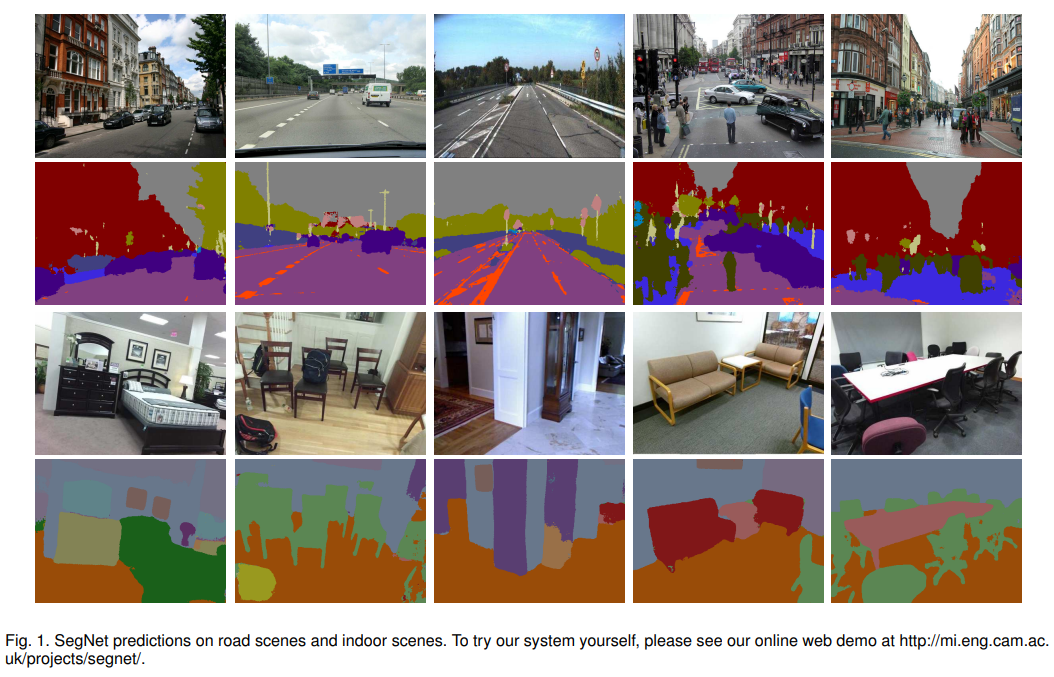 Fig. 1. SegNet predictions on road scenes and indoor scenes. To try our system yourself, please see our online web demo at http://mi.eng.cam.ac.
uk/projects/segnet/.